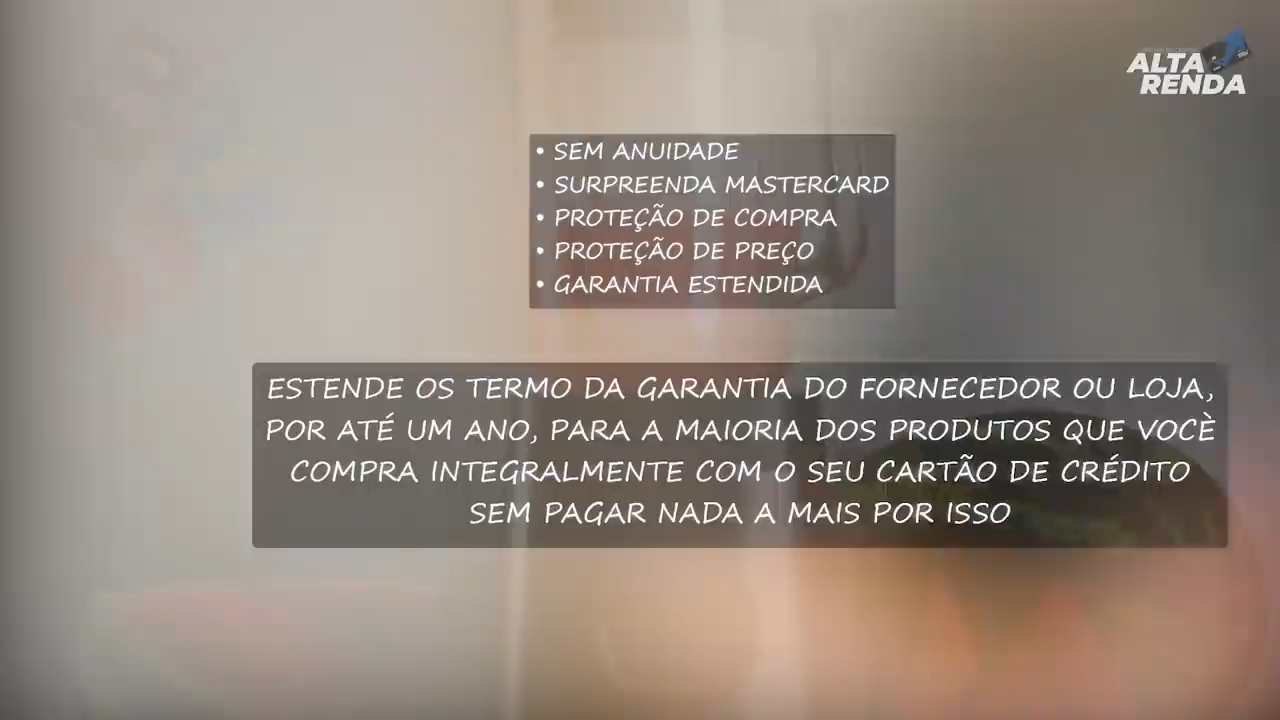 ALTA
RENDA
• SEM ANUIDADE
• SURPREENDA MASTERCARD
• PROTEÇÃO DE COMPRA
• PROTEÇÃO DE PREÇO
• GARANTIA ESTENDIDA
ESTENDE OS TERMO DA GARANTIA DO FORNECEDOR OU LOJA,
POR ATÉ UM ANO, PARA A MAIORIA DOS PRODUTOS QUE VOCÈ
COMPRA INTEGRALMENTE COM O SEU CARTÃO DE CRÉDITO
SEM PAGAR NADA A MAIS POR ISSO